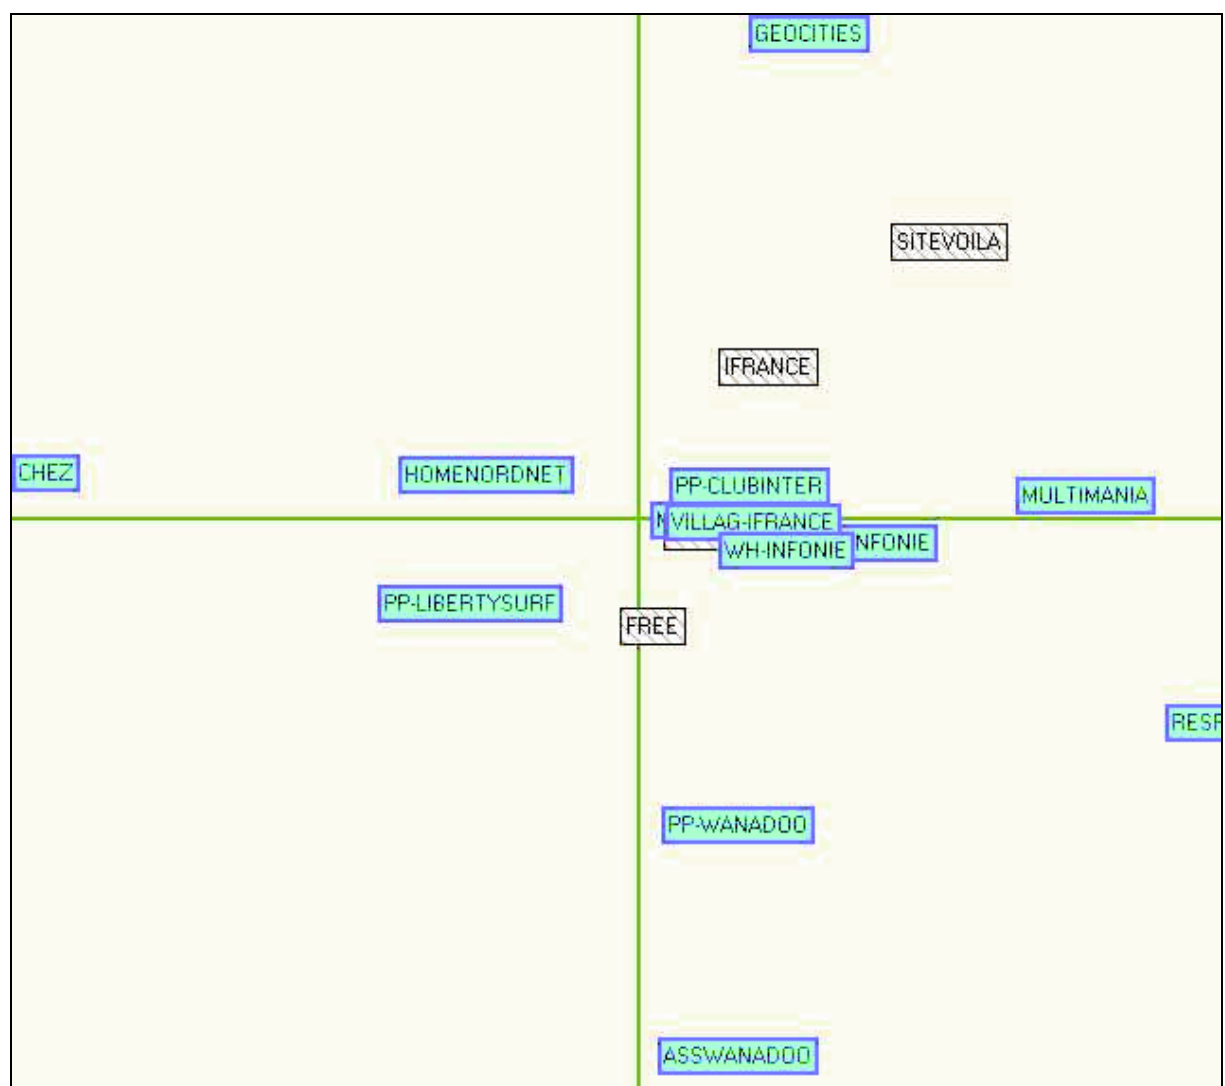 GEOCITIES
SITEVOILA
IFRANCE
CHEZ
HOMENORDNET
PP-CLUBINTER
MULTIMANIA
VILLAG-IFRANCE
WH-INFONIE
NFONIE
PP-LIBERTYSURF
FREE
PP-WANADOO
ASSWANADOO